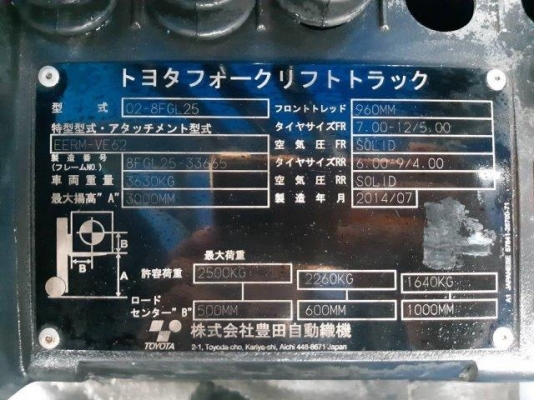 トヨタフォークリフトトラック
型式 02-8FGL25 フロントトレッド 960MM
特型型式・アタッチメント型式 タイヤサイズFR 7.00-12/5.00
EERM-VE62 空気圧FR SOLID
製造番号 (フレームNO.) 8FGL25-33665 タイヤサイズRR 6.00-9/4.00
車両重量 3630KG 空気圧RR SOLID
最大揚高"A" 3000MM 製造年月 2014/07
B
B
A
最大荷重
許容荷重 2500KG 2260KG 1640KG
ロードセンター"B" 500MM 600MM 1000MM
TOYOTA 株式会社豊田自動織機
2-1, Toyoda-cho, Kariya-shi, Aichi 448-8671 Japan
A1 JAPANESE